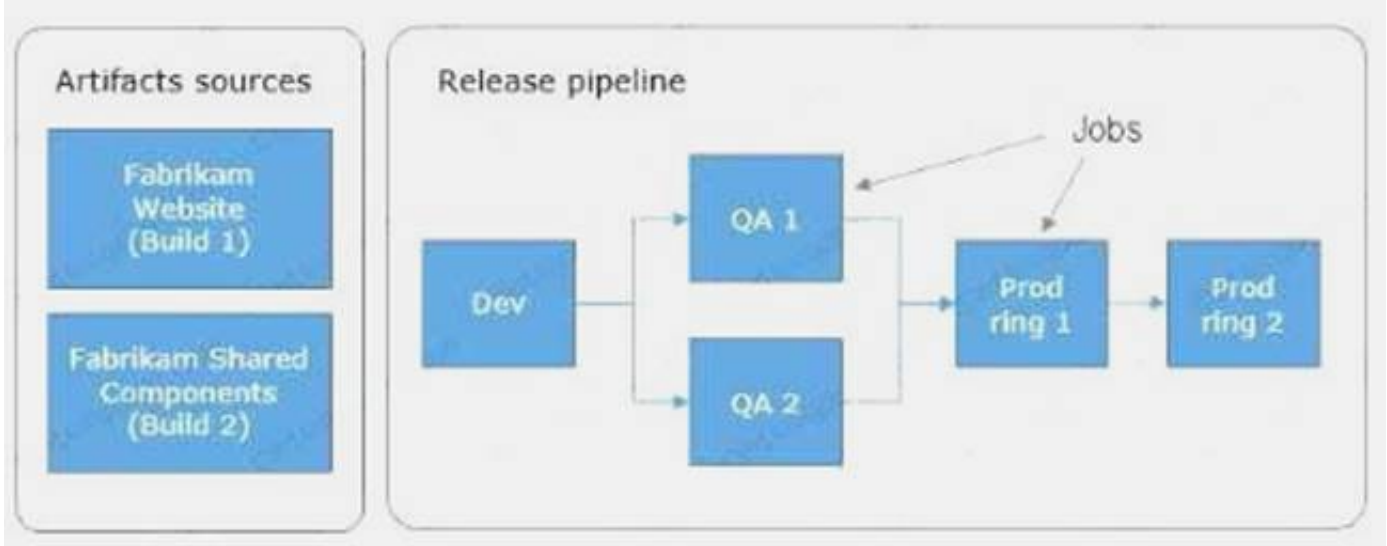 Artifacts sources
Fabrikam
Website
(Build 1)
Fabrikam Shared
Components
(Build 2)
Release pipeline
Jobs
Dev
QA 1
QA 2
Prod
ring 1
Prod
ring 2